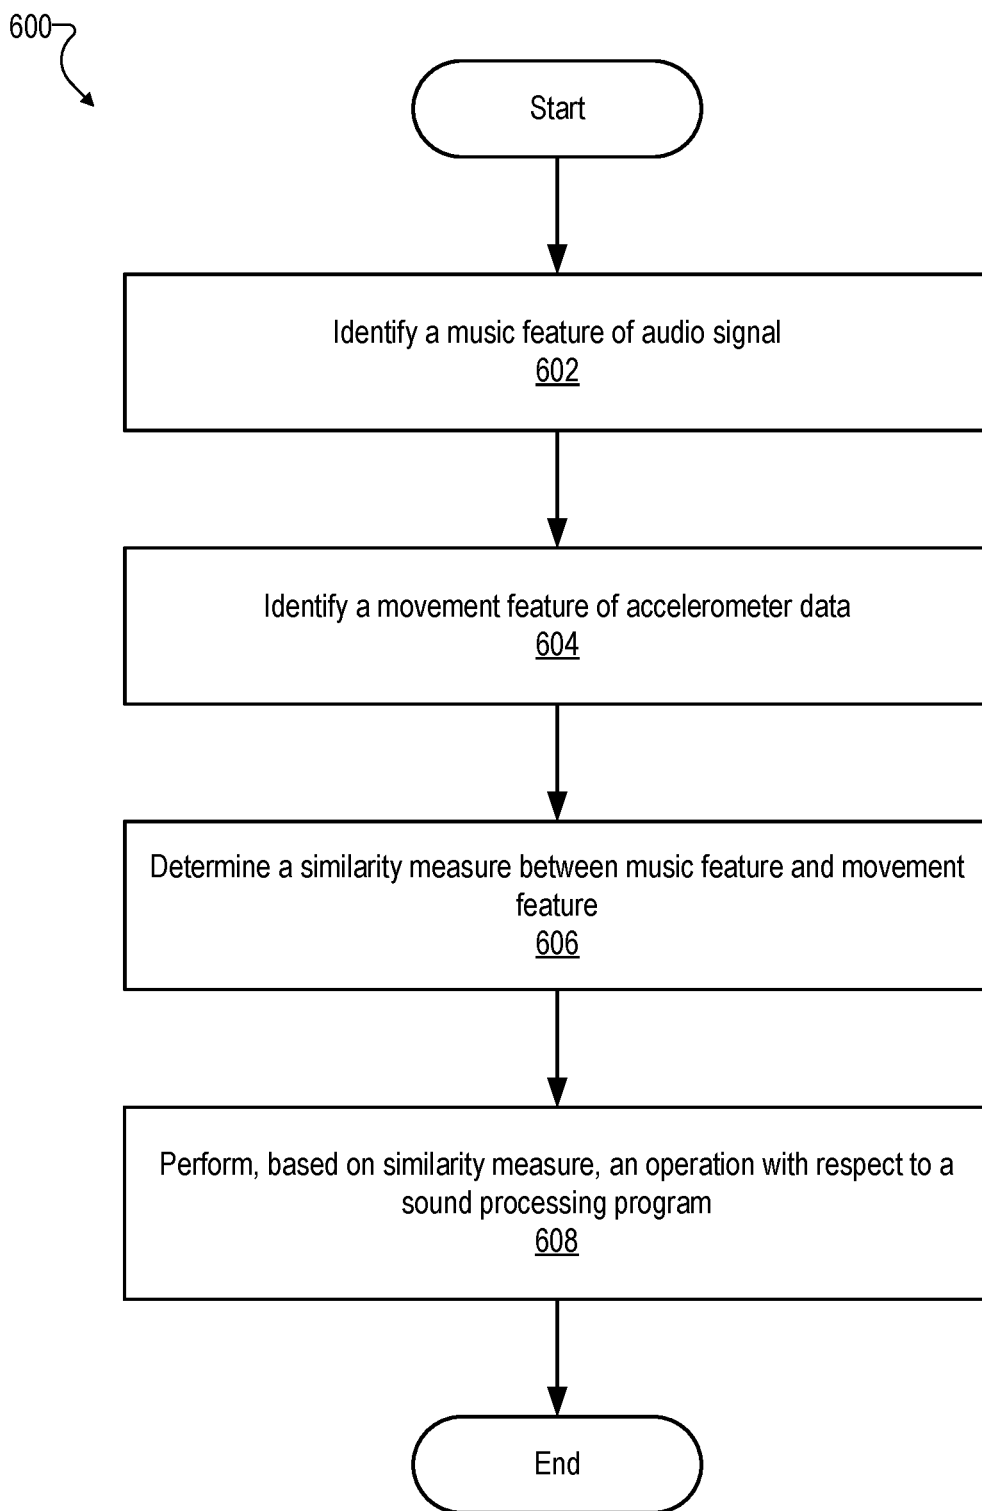 600
Start
Identify a music feature of audio signal
602
Identify a movement feature of accelerometer data
604
Determine a similarity measure between music feature and movement
feature
606
Perform, based on similarity measure, an operation with respect to a
sound processing program
608
End